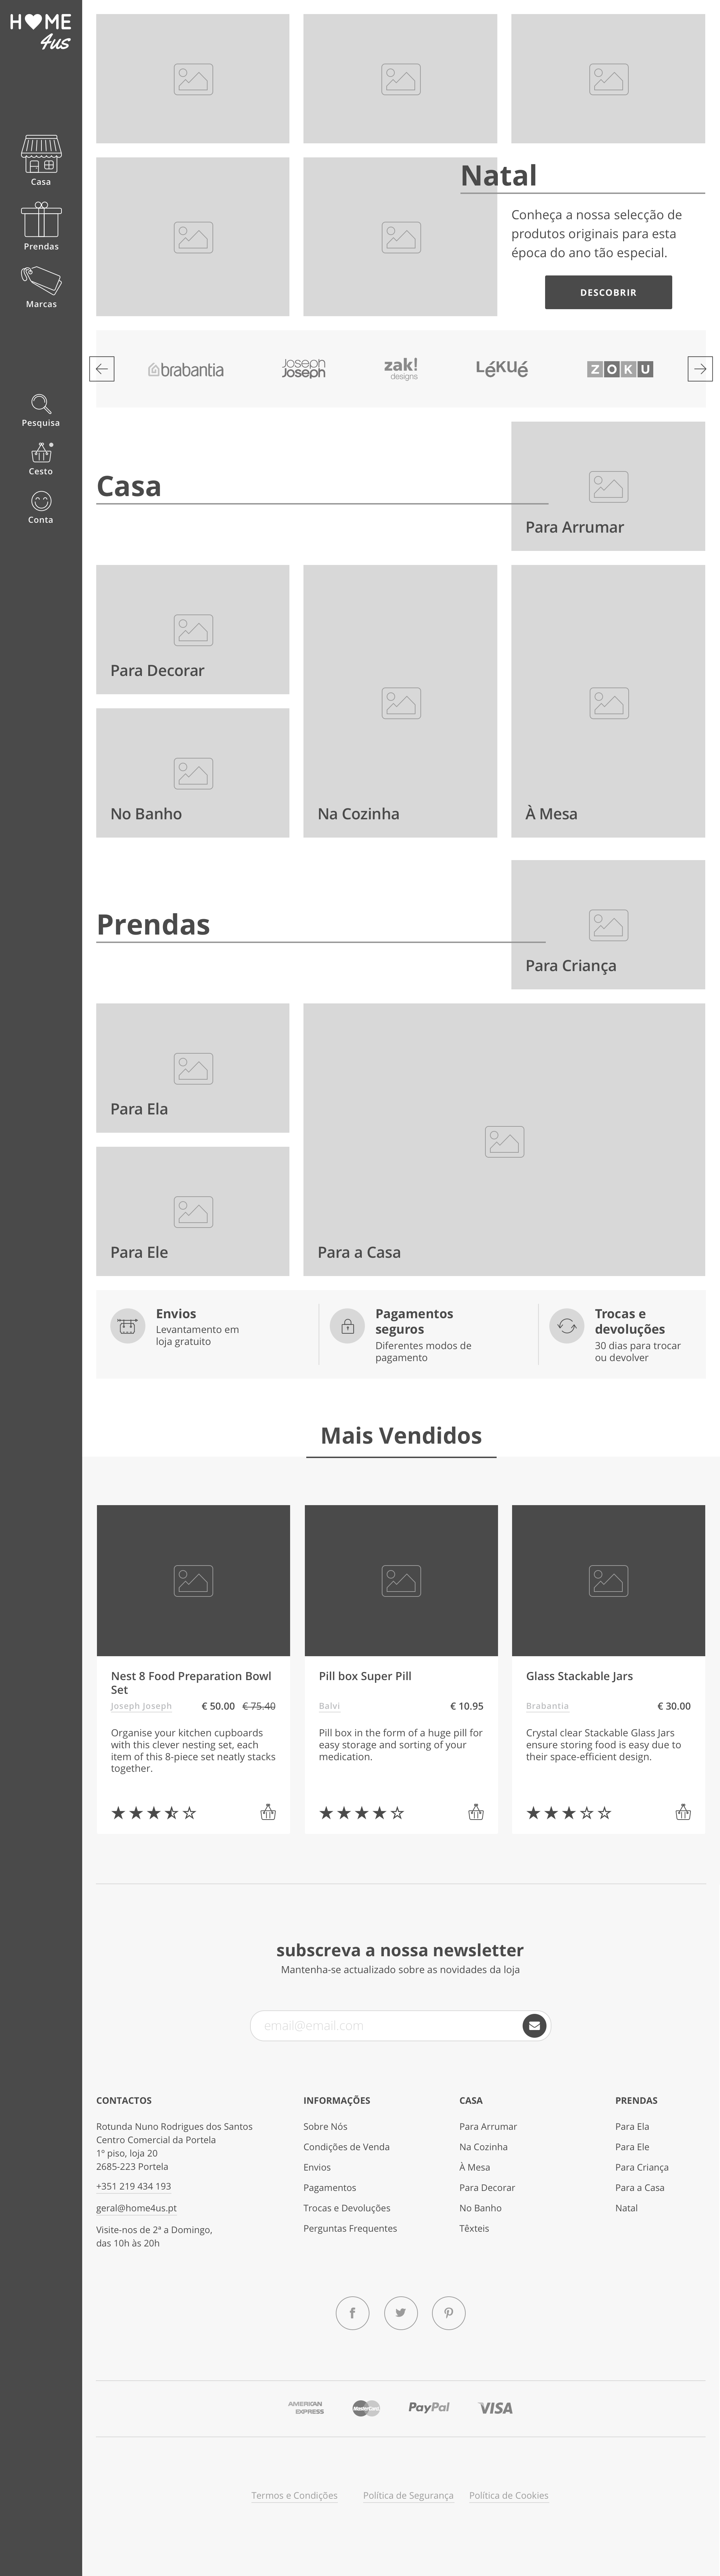 HOME
4us
Casa
Prendas
Marcas
Pesquisa
Cesto
Conta
Natal
Conheça a nossa selecção de
produtos originais para esta
época do ano tão especial.
DESCOBRIR
brabantia
Joseph
Joseph
zak!
designs
LéKué
ZOKU
Casa
Para Arrumar
Para Decorar
No Banho
Na Cozinha
À Mesa
Prendas
Para Criança
Para Ela
Para Ele
Para a Casa
Envios
Levantamento em
loja gratuito
Pagamentos
seguros
Diferentes modos de
pagamento
Trocas e
devoluções
30 dias para trocar
ou devolver
Mais Vendidos
Nest 8 Food Preparation Bowl
Set
Joseph Joseph € 50.00 € 75.40
Organise your kitchen cupboards
with this clever nesting set, each
item of this 8-piece set neatly stacks
together.
Pill box Super Pill
Balvi € 10.95
Pill box in the form of a huge pill for
easy storage and sorting of your
medication.
Glass Stackable Jars
Brabantia € 30.00
Crystal clear Stackable Glass Jars
ensure storing food is easy due to
their space-efficient design.
subscreva a nossa newsletter
Mantenha-se actualizado sobre as novidades da loja
email@email.com
CONTACTOS
Rotunda Nuno Rodrigues dos Santos
Centro Comercial da Portela
1º piso, loja 20
2685-223 Portela
+351 219 434 193
geral@home4us.pt
Visite-nos de 2ª a Domingo,
das 10h às 20h
INFORMAÇÕES
Sobre Nós
Condições de Venda
Envios
Pagamentos
Trocas e Devoluções
Perguntas Frequentes
CASA
Para Arrumar
Na Cozinha
À Mesa
Para Decorar
No Banho
Têxteis
PRENDAS
Para Ela
Para Ele
Para Criança
Para a Casa
Natal
AMERICAN
EXPRESS
MasterCard
PayPal
VISA
Termos e Condições Política de Segurança Política de Cookies